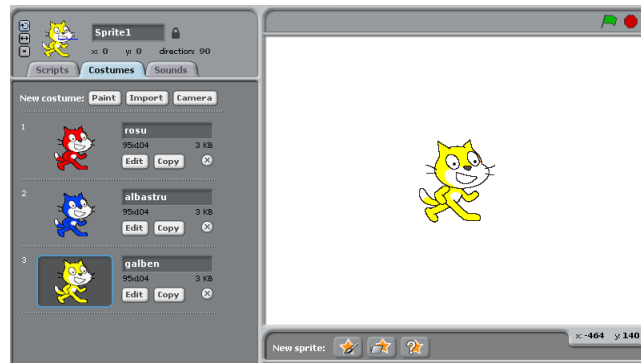 Sprite1
x: 0 y: 0 direction: 90
Scripts Costumes Sounds
New costume: Paint Import Camera
1 rosu
95x104 3 KB
Edit Copy
2 albastru
95x104 3 KB
Edit Copy
3 galben
95x104 3 KB
Edit Copy
x: -464 y: 140
New sprite: